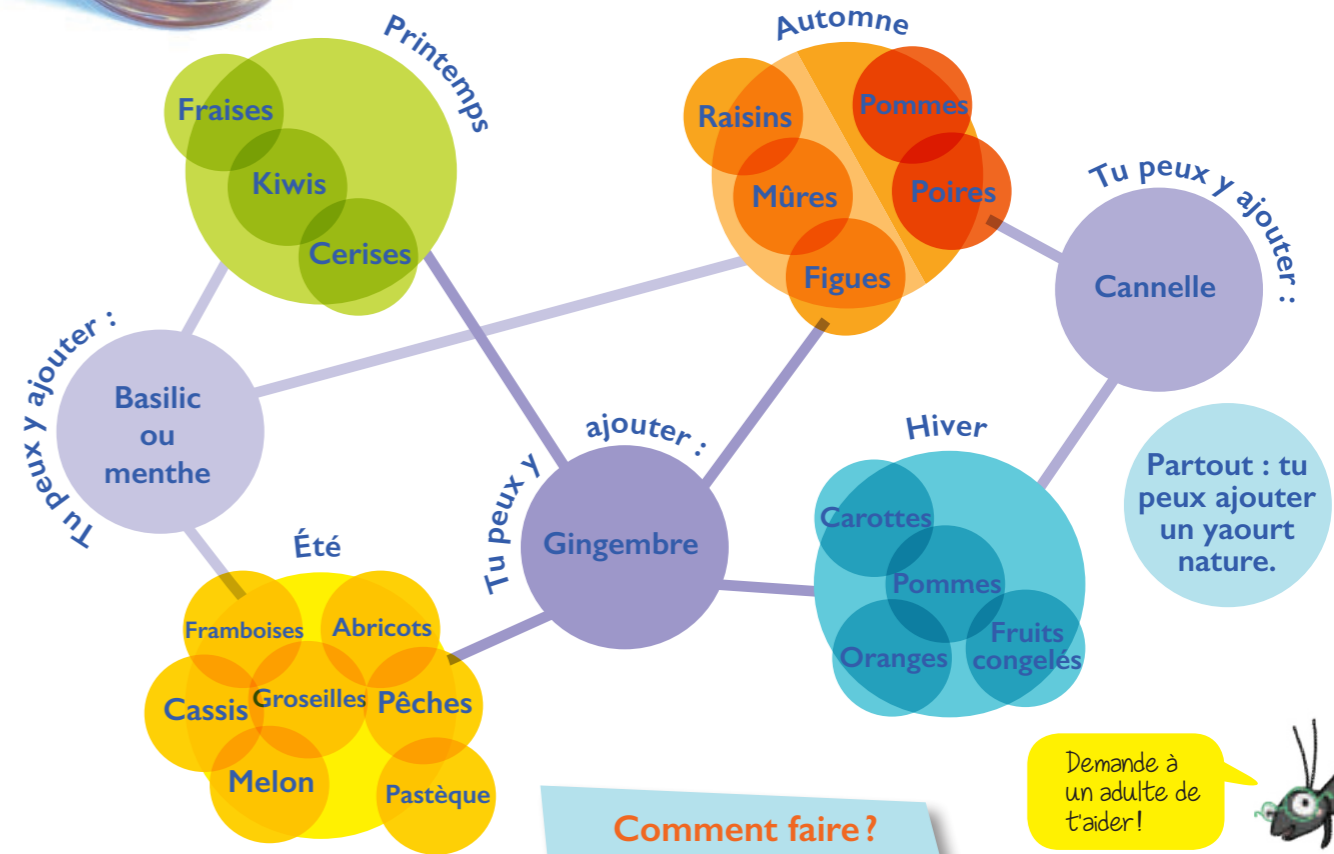 Printemps
Fraises
Kiwis
Cerises
Automne
Raisins
Pommes
Mûres
Poires
Figues
Tu peux y ajouter :
Cannelle
Tu peux y ajouter :
Basilic
ou
menthe
Tu peux y ajouter :
Gingembre
Hiver
Carottes
Pommes
Oranges
Fruits
congelés
Partout : tu
peux ajouter
un yaourt
nature.
Été
Framboises
Abricots
Cassis
Groseilles
Pêches
Melon
Pastèque
Comment faire ?
Demande à
un adulte de
t'aider!